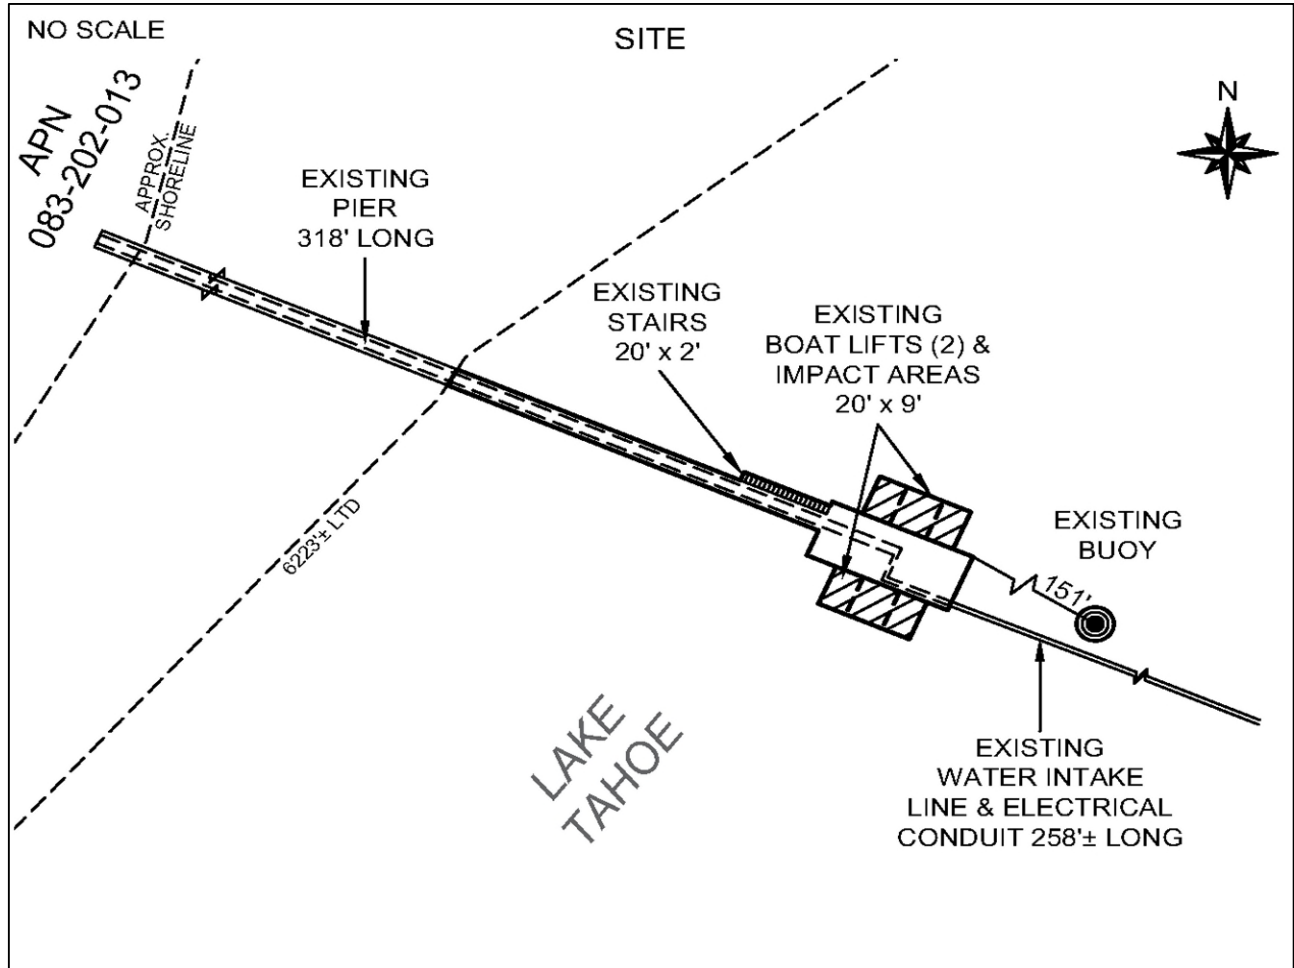 NO SCALE
SITE
N
APN
083-202-013
APPROX.
SHORELINE
EXISTING
PIER
318' LONG
EXISTING
STAIRS
20' x 2'
EXISTING
BOAT LIFTS (2) &
IMPACT AREAS
20' x 9'
EXISTING
BUOY
151'
6223'± LTD
LAKE
TAHOE
EXISTING
WATER INTAKE
LINE & ELECTRICAL
CONDUIT 258'± LONG